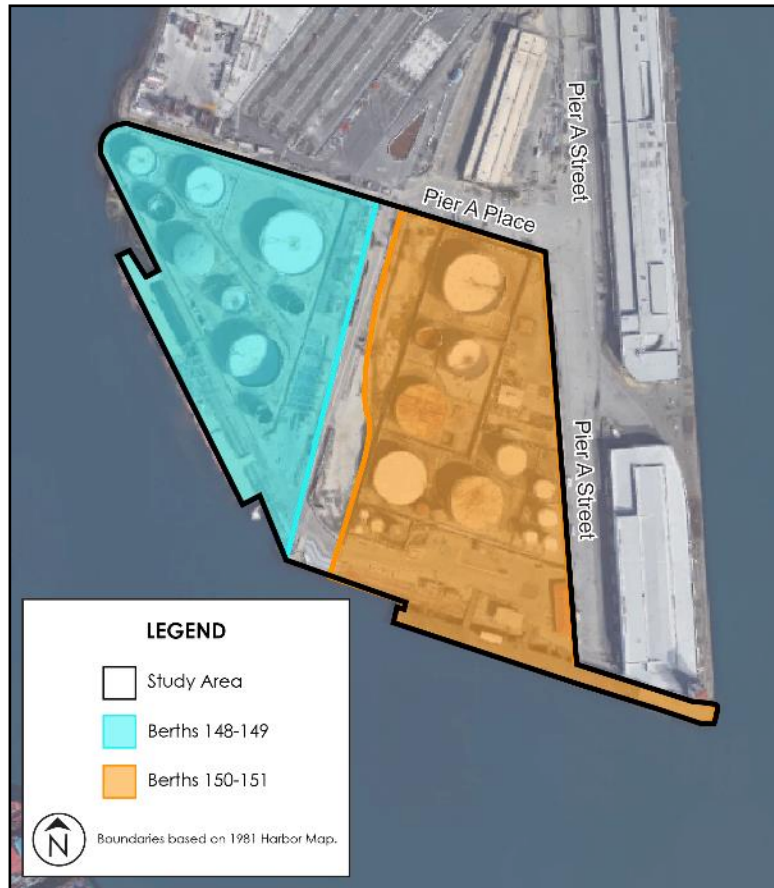 Pier A Street
Pier A Place
Pier A Street
LEGEND
Study Area
Berths 148-149
Berths 150-151
N
Boundaries based on 1981 Harbor Map.